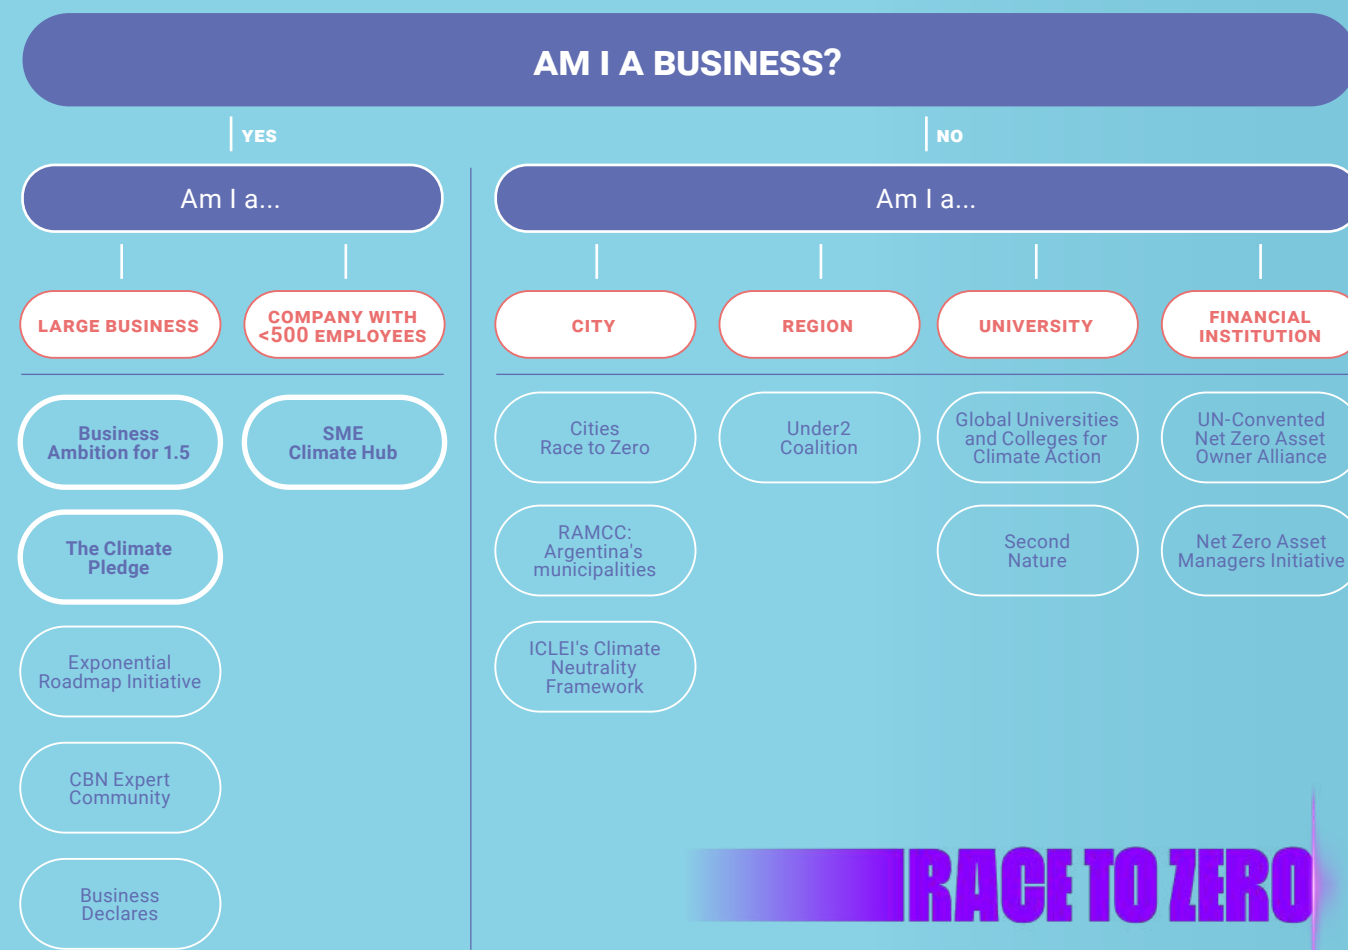 AM I A BUSINESS?
YES
NO
Am I a...
Am I a...
LARGE BUSINESS
COMPANY WITH
<500 EMPLOYEES
CITY
REGION
UNIVERSITY
FINANCIAL
INSTITUTION
Business
Ambition for 1.5
SME
Climate Hub
Cities
Race to Zero
Under2
Coalition
Global Universities
and Colleges for
Climate Action
UN-Convented
Net Zero Asset
Owner Alliance
The Climate
Pledge
RAMCC:
Argentina's
municipalities
Second
Nature
Net Zero Asset
Managers Initiative
Exponential
Roadmap Initiative
ICLEI's Climate
Neutrality
Framework
CBN Expert
Community
Business
Declares
RACE TO ZERO